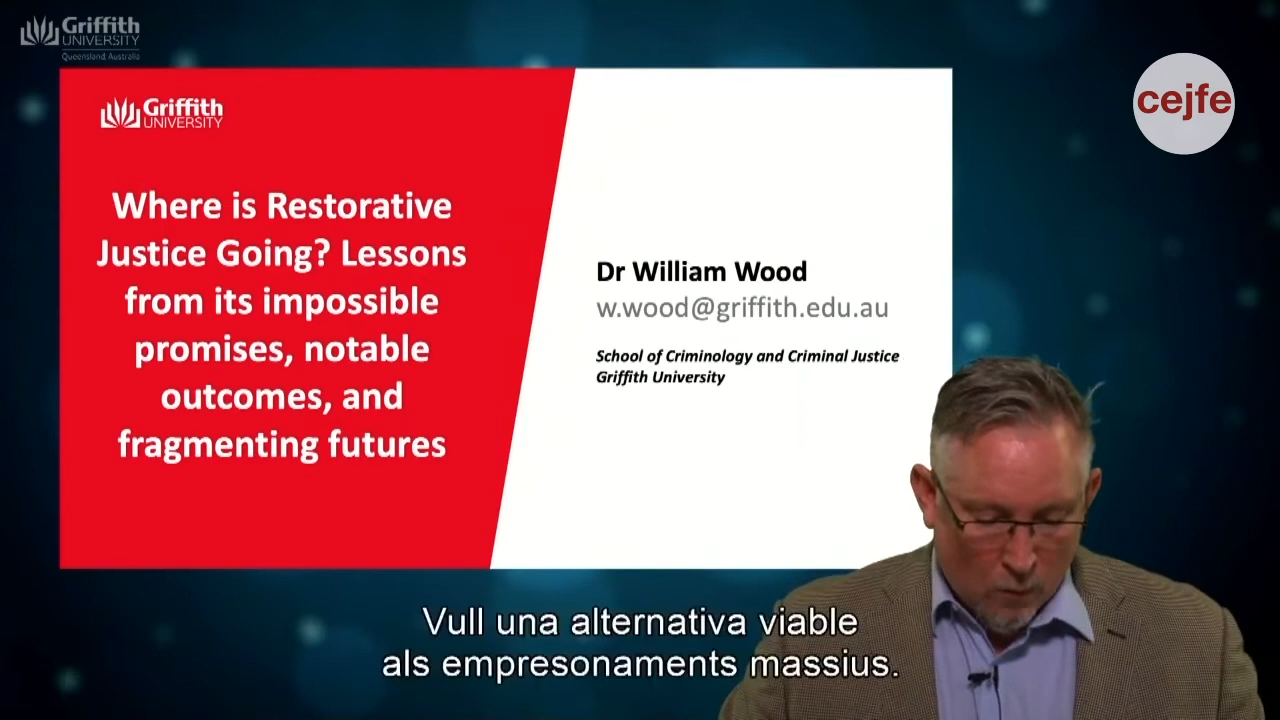 Griffith
UNIVERSITY
Queensland, Australia
cejfe
Griffith
UNIVERSITY
Where is Restorative
Justice Going? Lessons
from its impossible
promises, notable
outcomes, and
fragmenting futures
Dr William Wood
w.wood@griffith.edu.au
School of Criminology and Criminal Justice
Griffith University
Vull una alternativa viable
als empresonaments massius.